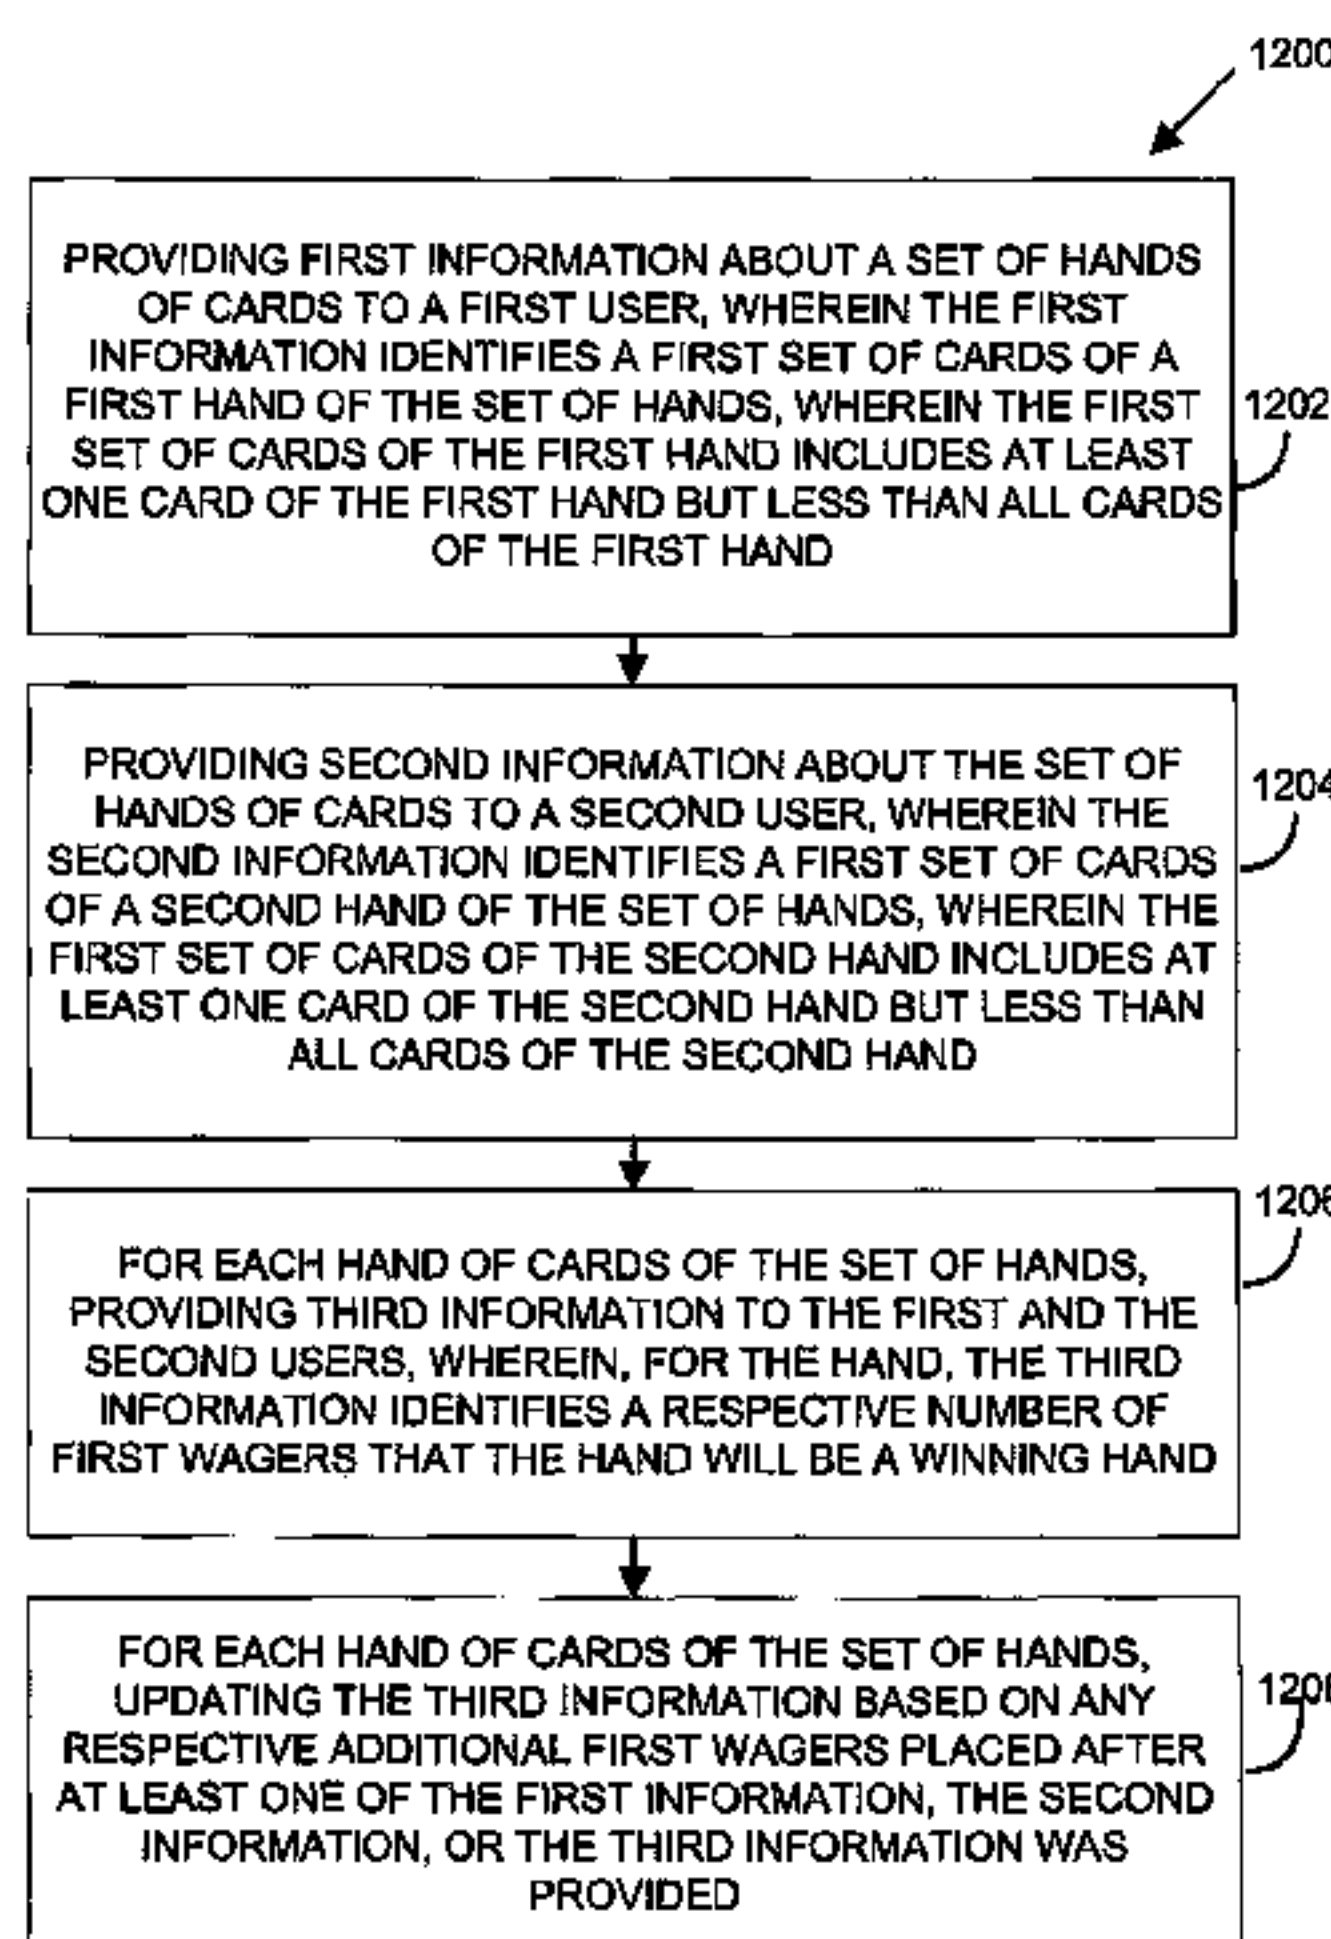 1200
PROVIDING FIRST INFORMATION ABOUT A SET OF HANDS
OF CARDS TO A FIRST USER, WHEREIN THE FIRST
INFORMATION IDENTIFIES A FIRST SET OF CARDS OF A
FIRST HAND OF THE SET OF HANDS, WHEREIN THE FIRST
SET OF CARDS OF THE FIRST HAND INCLUDES AT LEAST
ONE CARD OF THE FIRST HAND BUT LESS THAN ALL CARDS
OF THE FIRST HAND
1202
PROVIDING SECOND INFORMATION ABOUT THE SET OF
HANDS OF CARDS TO A SECOND USER, WHEREIN THE
SECOND INFORMATION IDENTIFIES A FIRST SET OF CARDS
OF A SECOND HAND OF THE SET OF HANDS, WHEREIN THE
FIRST SET OF CARDS OF THE SECOND HAND INCLUDES AT
LEAST ONE CARD OF THE SECOND HAND BUT LESS THAN
ALL CARDS OF THE SECOND HAND
1204
FOR EACH HAND OF CARDS OF THE SET OF HANDS,
PROVIDING THIRD INFORMATION TO THE FIRST AND THE
SECOND USERS, WHEREIN, FOR THE HAND, THE THIRD
INFORMATION IDENTIFIES A RESPECTIVE NUMBER OF
FIRST WAGERS THAT THE HAND WILL BE A WINNING HAND
1206
FOR EACH HAND OF CARDS OF THE SET OF HANDS,
UPDATING THE THIRD INFORMATION BASED ON ANY
RESPECTIVE ADDITIONAL FIRST WAGERS PLACED AFTER
AT LEAST ONE OF THE FIRST INFORMATION, THE SECOND
INFORMATION, OR THE THIRD INFORMATION WAS
PROVIDED
1208